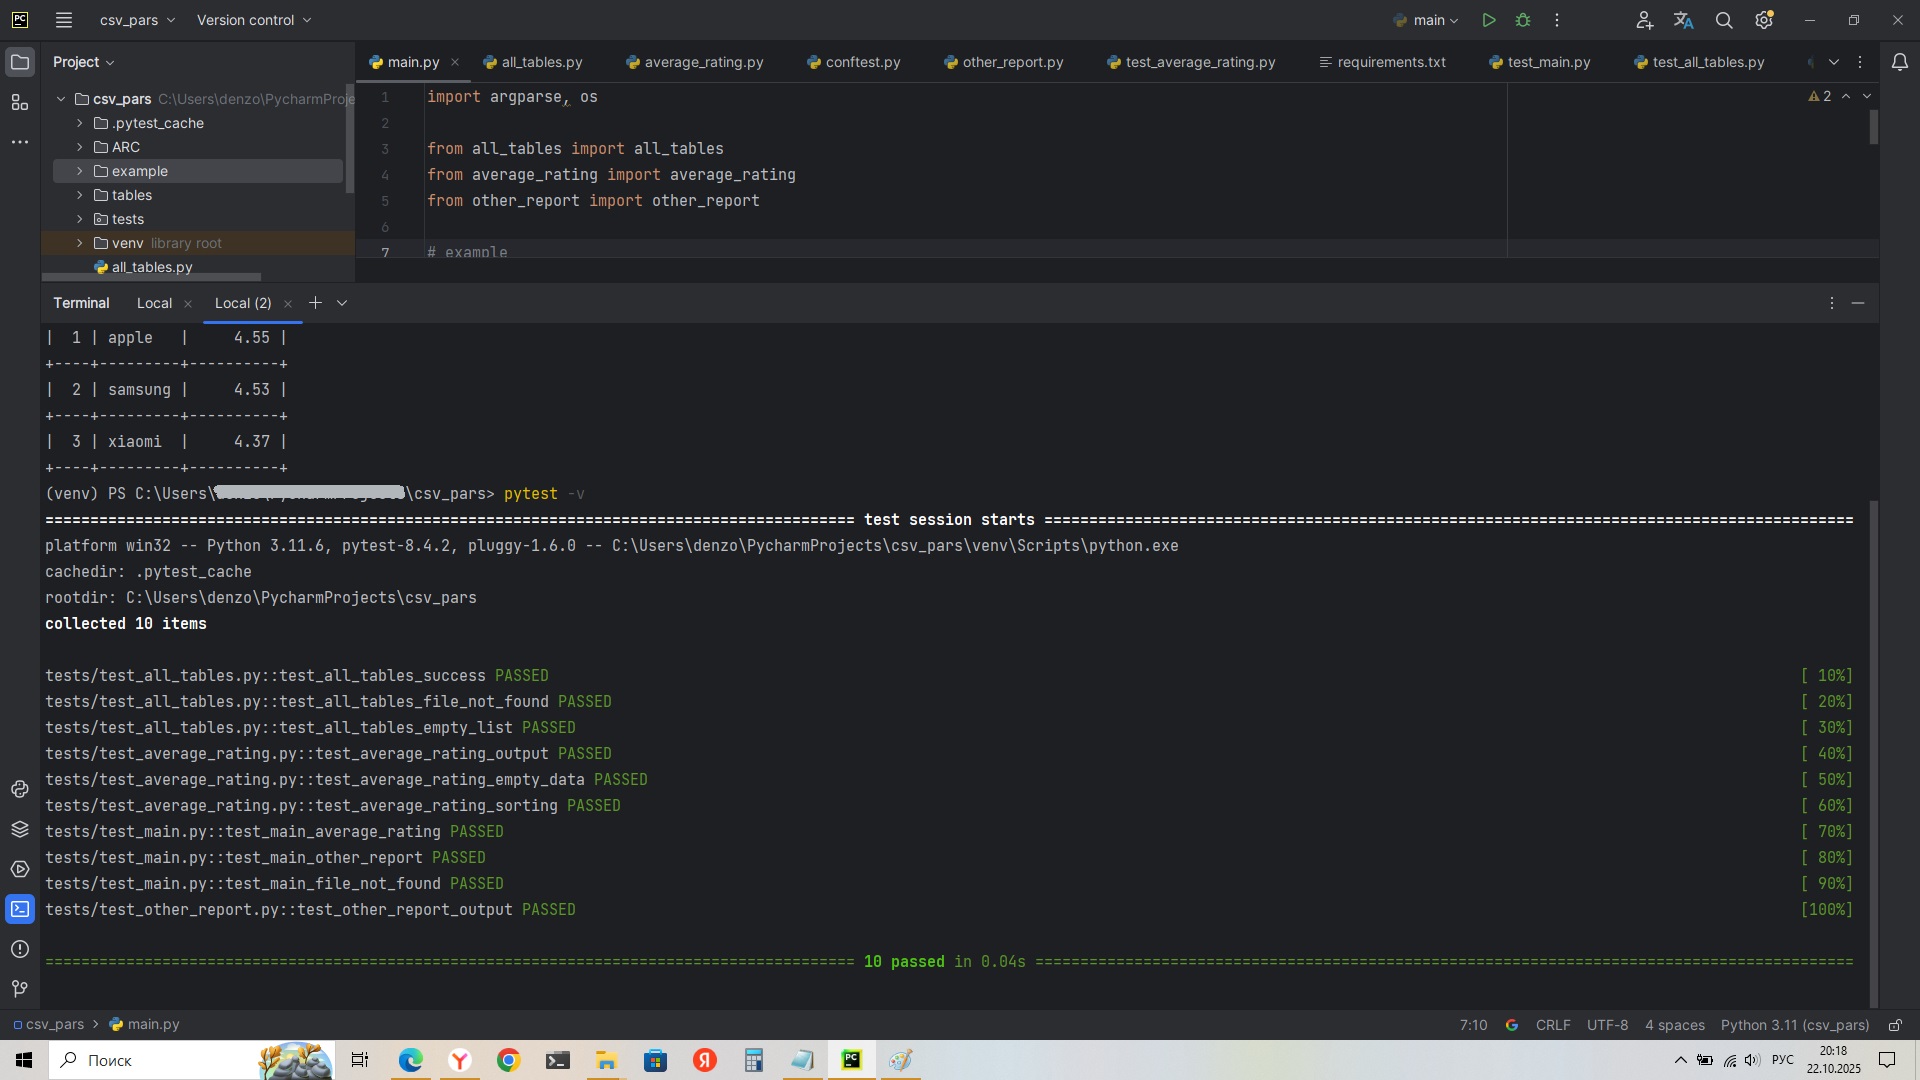 PC csv_pars Version control main
Project
csv_pars C:\Users\denzo\PycharmProje
.pytest_cache
ARC
example
tables
tests
venv library root
all_tables.py
main.py all_tables.py average_rating.py conftest.py other_report.py test_average_rating.py requirements.txt test_main.py test_all_tables.py
1 import argparse, os
2
3 from all_tables import all_tables
4 from average_rating import average_rating
5 from other_report import other_report
6
7 # example
2
Terminal Local Local (2)
| 1 | apple | 4.55 |
+----+---------+----------+
| 2 | samsung | 4.53 |
+----+---------+----------+
| 3 | xiaomi | 4.37 |
+----+---------+----------+
(venv) PS C:\Users\ \csv_pars> pytest -v
========================================================================================== test session starts ==========================================================================================
platform win32 -- Python 3.11.6, pytest-8.4.2, pluggy-1.6.0 -- C:\Users\denzo\PycharmProjects\csv_pars\venv\Scripts\python.exe
cachedir: .pytest_cache
rootdir: C:\Users\denzo\PycharmProjects\csv_pars
collected 10 items
tests/test_all_tables.py::test_all_tables_success PASSED [ 10%]
tests/test_all_tables.py::test_all_tables_file_not_found PASSED [ 20%]
tests/test_all_tables.py::test_all_tables_empty_list PASSED [ 30%]
tests/test_average_rating.py::test_average_rating_output PASSED [ 40%]
tests/test_average_rating.py::test_average_rating_empty_data PASSED [ 50%]
tests/test_average_rating.py::test_average_rating_sorting PASSED [ 60%]
tests/test_main.py::test_main_average_rating PASSED [ 70%]
tests/test_main.py::test_main_other_report PASSED [ 80%]
tests/test_main.py::test_main_file_not_found PASSED [ 90%]
tests/test_other_report.py::test_other_report_output PASSED [100%]
========================================================================================== 10 passed in 0.04s ===========================================================================================
csv_pars > main.py 7:10 CRLF UTF-8 4 spaces Python 3.11 (csv_pars)
Поиск
РУС
20:18
22.10.2025